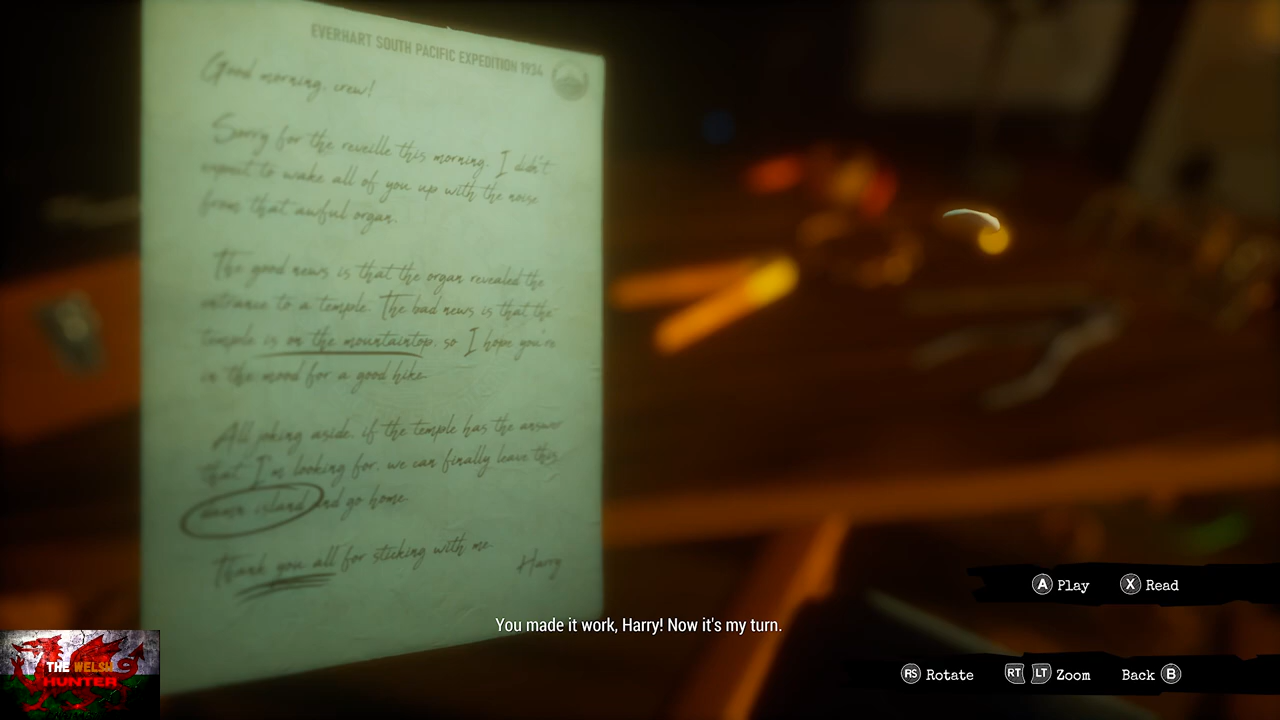 EVERHART SOUTH PACIFIC EXPEDITION 1934
Good morning, crew!
Sorry for the reveille this morning. I didn't
expect to wake all of you up with the noise
from that awful organ.
The good news is that the organ revealed the
entrance to a temple. The bad news is that the
temple is on the mountaintop, so I hope you're
in the mood for a good hike.
All joking aside, if the temple has the answer
that I'm looking for, we can finally leave this
damn island and go home.
Thank you all for sticking with me.
Harry
A Play X Read
You made it work, Harry! Now it's my turn.
THE WELSH
HUNTER
RS Rotate RT LT Zoom Back B